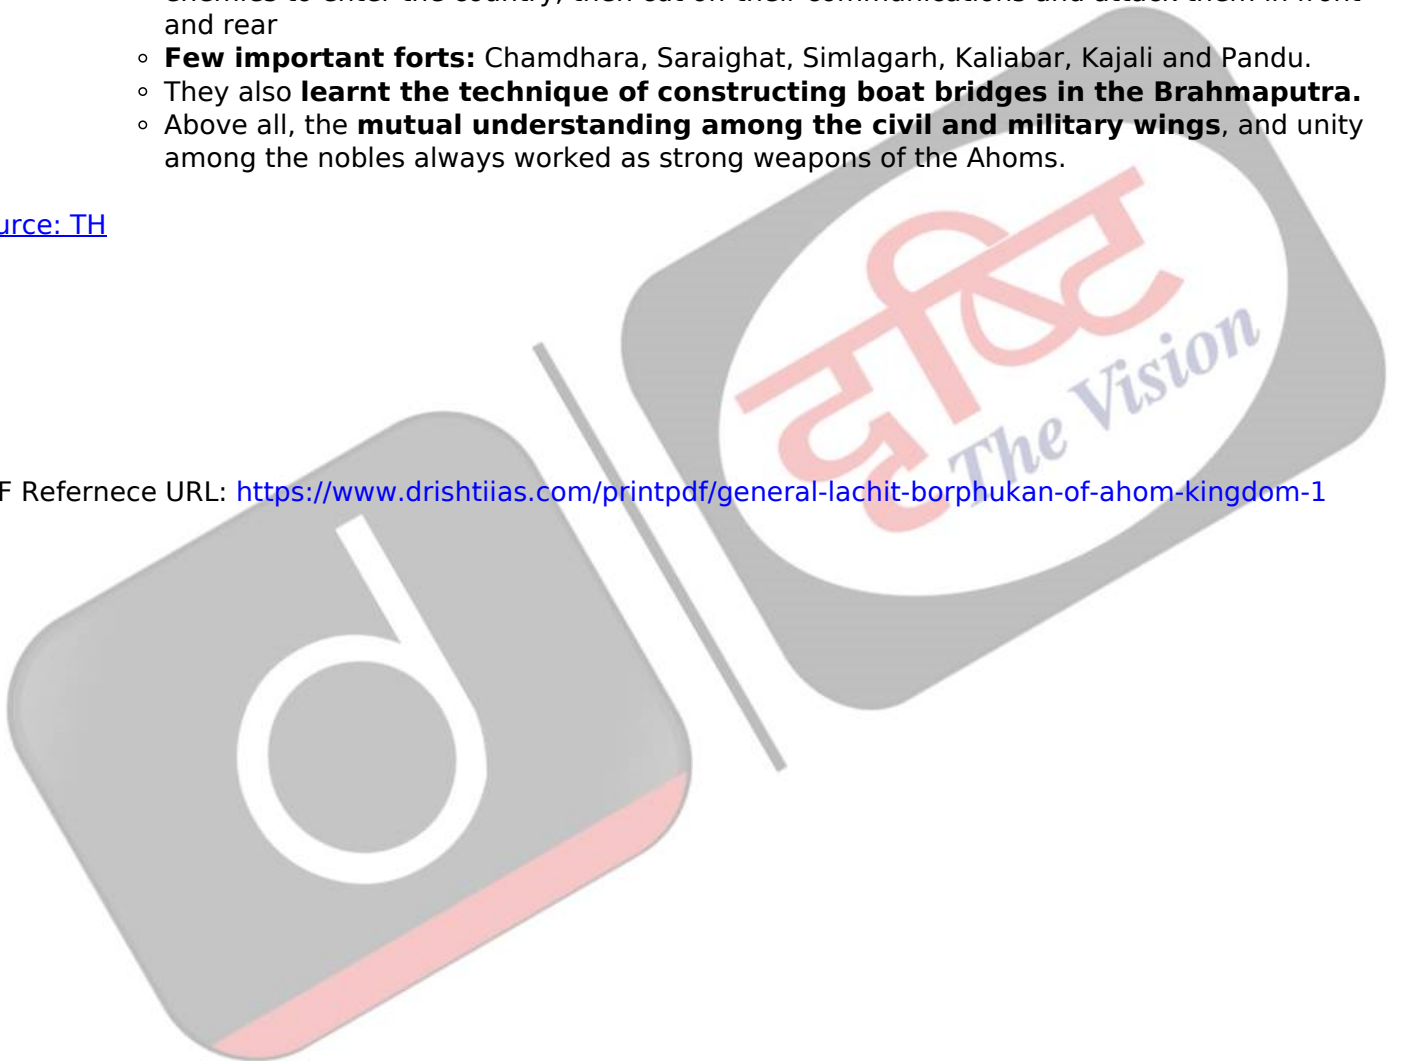 and rear
Few important forts: Chamdhara, Saraighat, Simlagarh, Kaliabar, Kajali and Pandu.
They also learnt the technique of constructing boat bridges in the Brahmaputra.
Above all, the mutual understanding among the civil and military wings, and unity
among the nobles always worked as strong weapons of the Ahoms.
urce: TH
दृष्टि
The Vision
F Refernece URL: https://www.drishtiias.com/printpdf/general-lachit-borphukan-of-ahom-kingdom-1
d